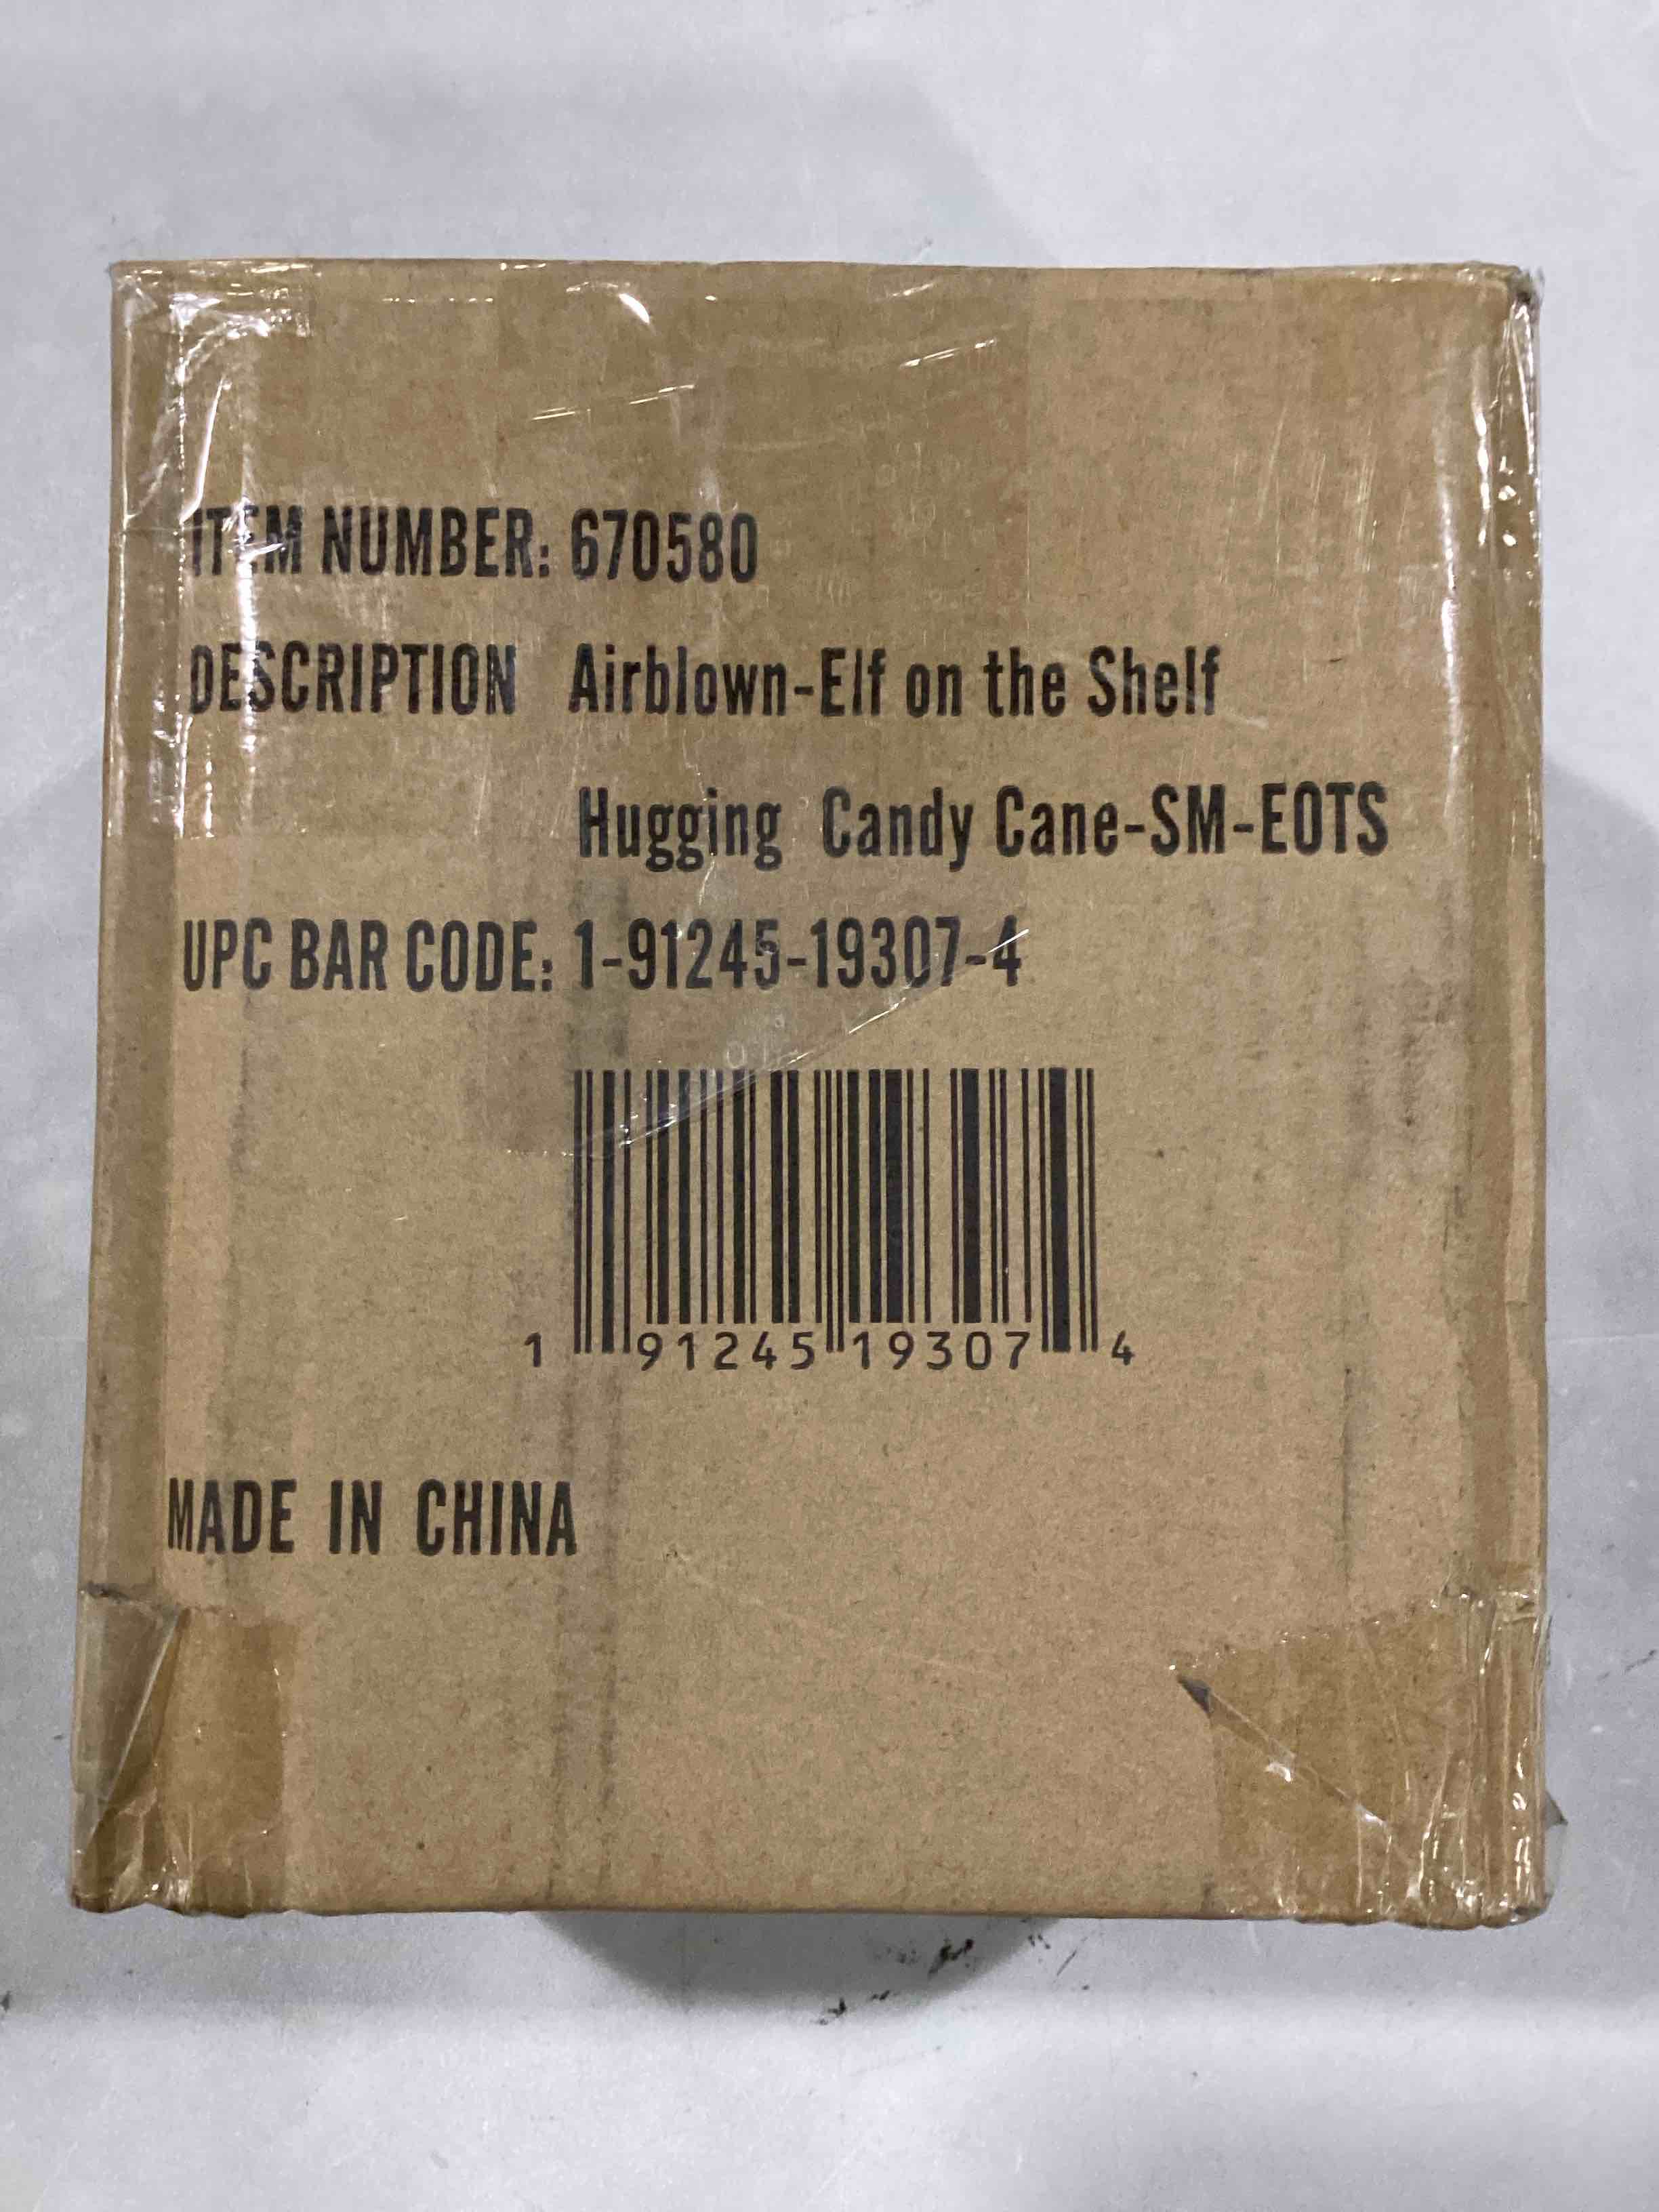 ITEM NUMBER: 670580
DESCRIPTION Airblown-Elf on the Shelf
Hugging Candy Cane-SM-EOTS
UPC BAR CODE: 1-91245-19307-4
1 91245 19307 4
MADE IN CHINA